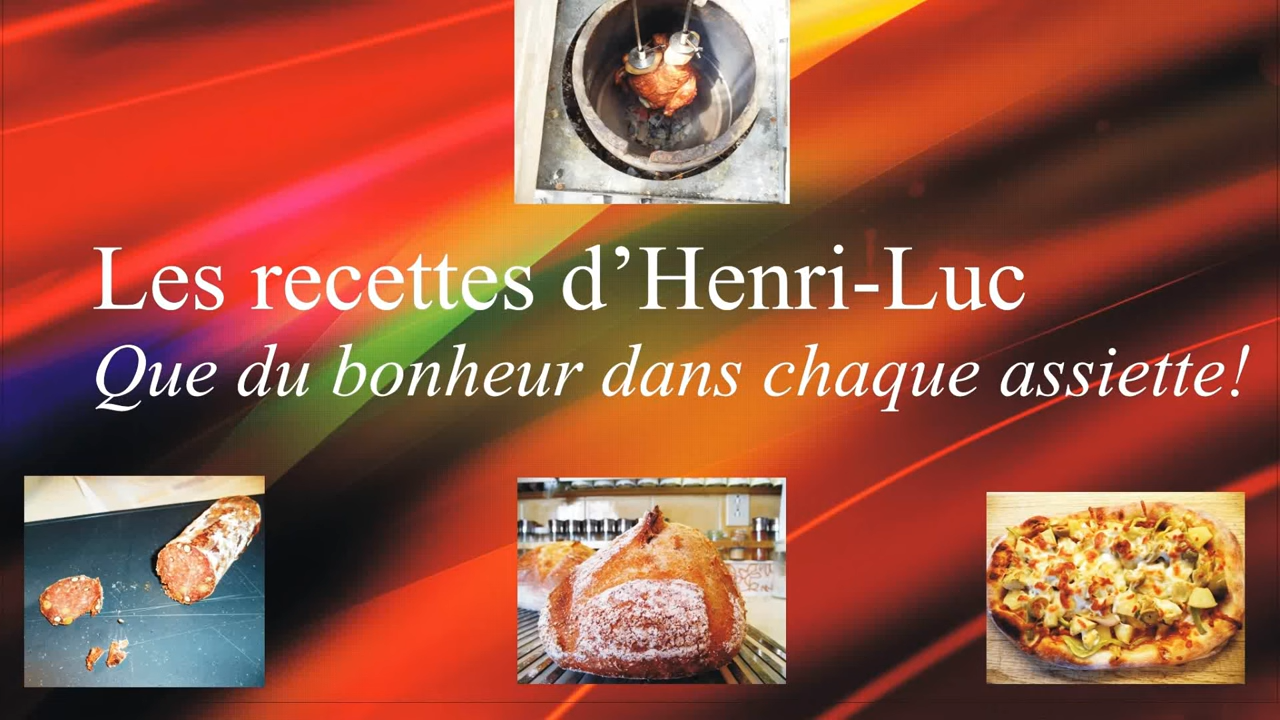 Les recettes d’Henri-Luc
Que du bonheur dans chaque assiette!